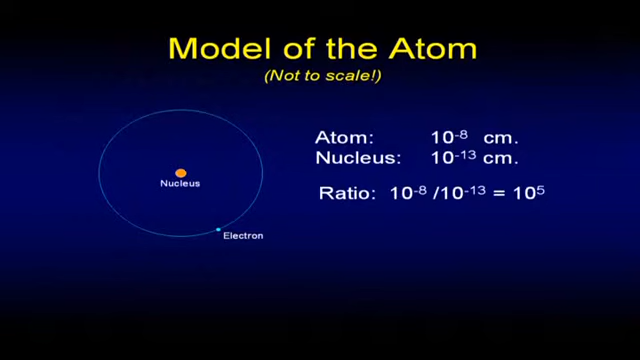 Model of the Atom
(Not to scale!)
Atom: 10⁻⁸ cm.
Nucleus: 10⁻¹³ cm.
Ratio: 10⁻⁸ /10⁻¹³ = 10⁵
Nucleus
Electron